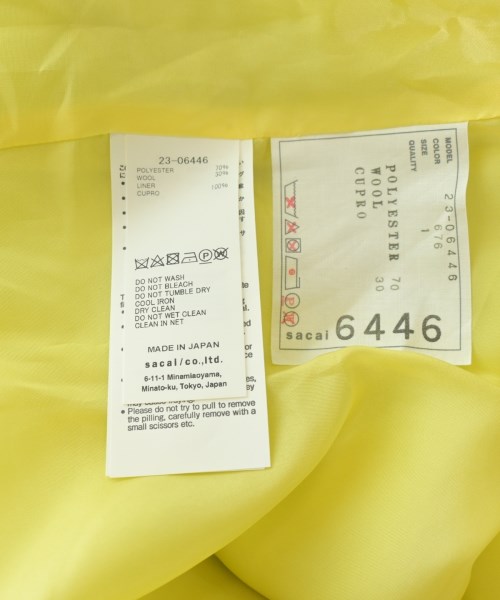 23-06446
POLYESTER 70%
WOOL 30%
LINER
CUPRO 100%
DO NOT WASH
DO NOT BLEACH
DO NOT TUMBLE DRY
COOL IRON
DRY CLEAN
DO NOT WET CLEAN
CLEAN IN NET
MADE IN JAPAN
sacai/co.,ltd.
6-11-1 Minamiaoyama,
Minato-ku, Tokyo, Japan
• Please do not try to pull to remove
the pilling, carefully remove with a
small scissors etc.
MODEL 23-06446
COLOR 676
SIZE 1
QUALITY
POLYESTER 70
WOOL 30
CUPRO
sacai 6446